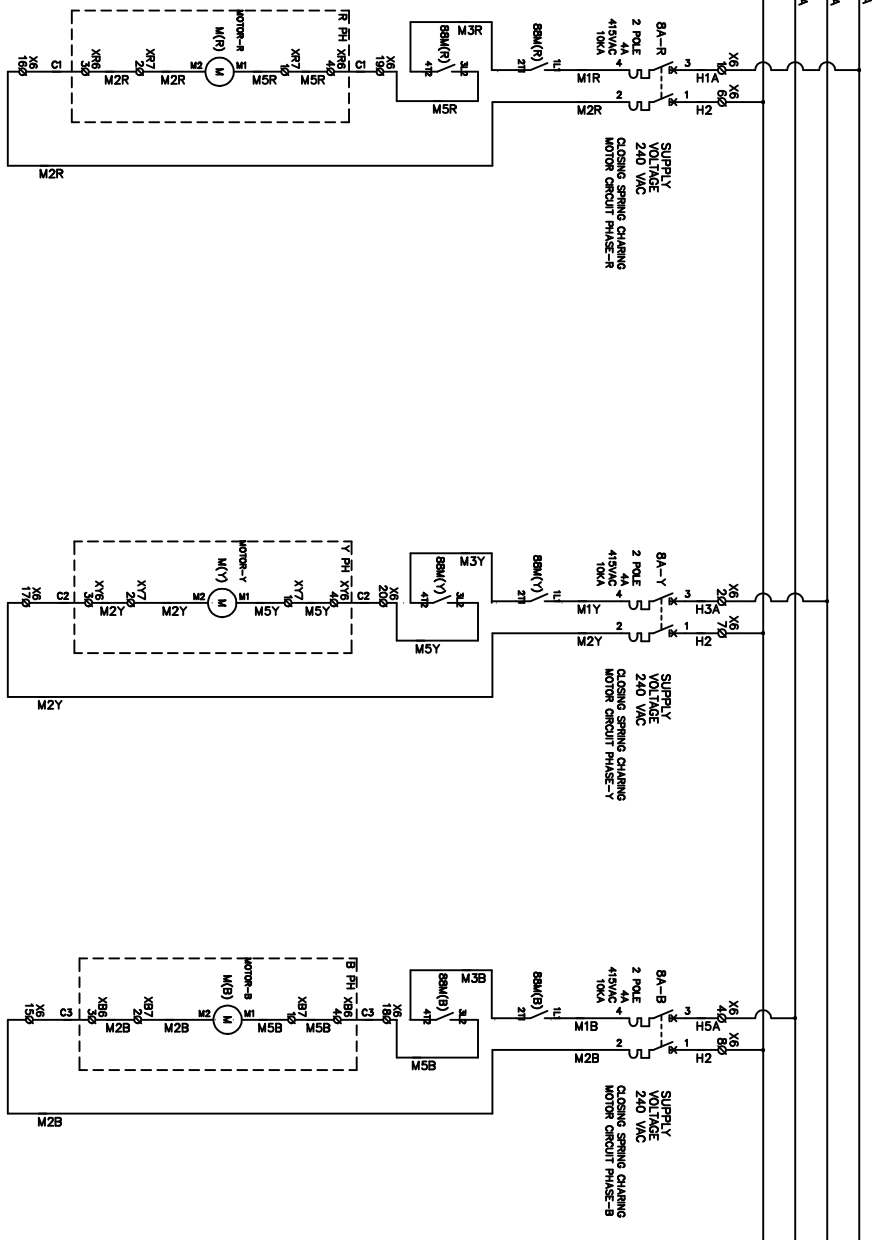 A
A
A
X6
1
X6
6
H1A
H2
3
1
8A-R
2 POLE
4A
415VAC
10KA
4
2
SUPPLY
VOLTAGE
240 VAC
CLOSING SPRING CHARING
MOTOR CIRCUIT PHASE-R
M1R
M2R
88M(R)
1L1
2T1
M3R
88M(R)
3L2
4T2
M5R
X6
19
C1
R PH
XR6
4
M5R
XR7
1
M5R
MOTOR-R
M(R)
M1
M
M2
M2R
XR7
2
M2R
XR6
3
C1
X6
16
M2R
X6
2
X6
7
H3A
H2
3
1
8A-Y
2 POLE
4A
415VAC
10KA
4
2
SUPPLY
VOLTAGE
240 VAC
CLOSING SPRING CHARING
MOTOR CIRCUIT PHASE-Y
M1Y
M2Y
88M(Y)
1L1
2T1
M3Y
88M(Y)
3L2
4T2
M5Y
X6
20
C2
Y PH
XY6
4
M5Y
XY7
1
M5Y
MOTOR-Y
M(Y)
M1
M
M2
M2Y
XY7
2
M2Y
XY6
3
C2
X6
17
M2Y
X6
4
X6
8
H5A
H2
3
1
8A-B
2 POLE
4A
415VAC
10KA
4
2
SUPPLY
VOLTAGE
240 VAC
CLOSING SPRING CHARING
MOTOR CIRCUIT PHASE-B
M1B
M2B
88M(B)
1L1
2T1
M3B
88M(B)
3L2
4T2
M5B
X6
18
C3
B PH
XB6
4
M5B
XB7
1
M5B
MOTOR-B
M(B)
M1
M
M2
M2B
XB7
2
M2B
XB6
3
C3
X6
15
M2B